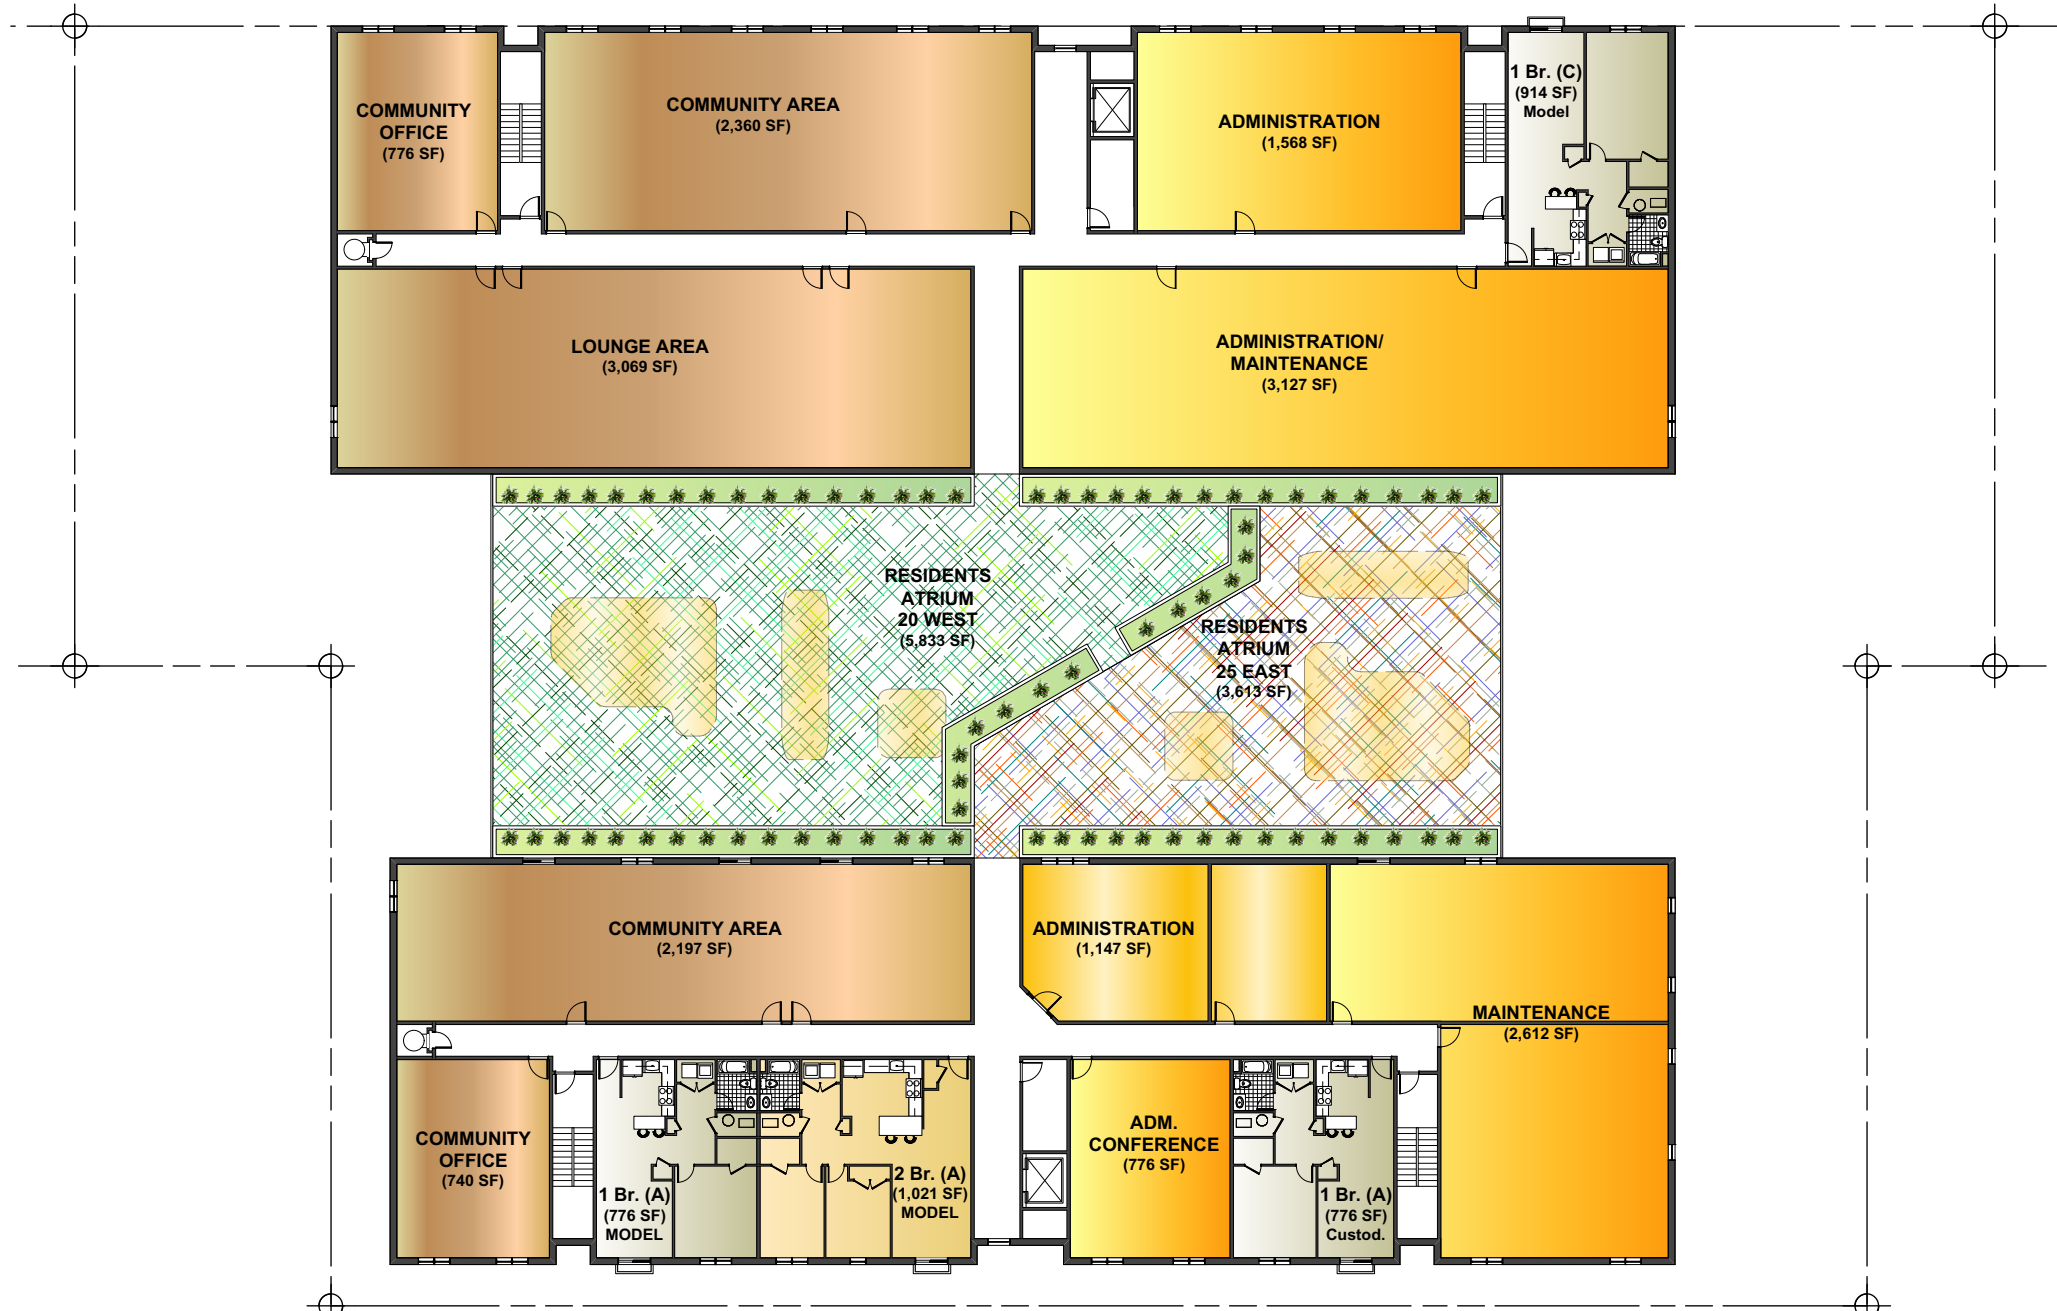 COMMUNITY
OFFICE
(776 SF)
COMMUNITY AREA
(2,360 SF)
ADMINISTRATION
(1,568 SF)
1 Br. (C)
(914 SF)
Model
LOUNGE AREA
(3,069 SF)
ADMINISTRATION/
MAINTENANCE
(3,127 SF)
RESIDENTS
ATRIUM
20 WEST
(5,833 SF)
RESIDENTS
ATRIUM
25 EAST
(3,613 SF)
COMMUNITY AREA
(2,197 SF)
ADMINISTRATION
(1,147 SF)
MAINTENANCE
(2,612 SF)
COMMUNITY
OFFICE
(740 SF)
1 Br. (A)
(776 SF)
MODEL
2 Br. (A)
(1,021 SF)
MODEL
ADM.
CONFERENCE
(776 SF)
1 Br. (A)
(776 SF)
Custod.